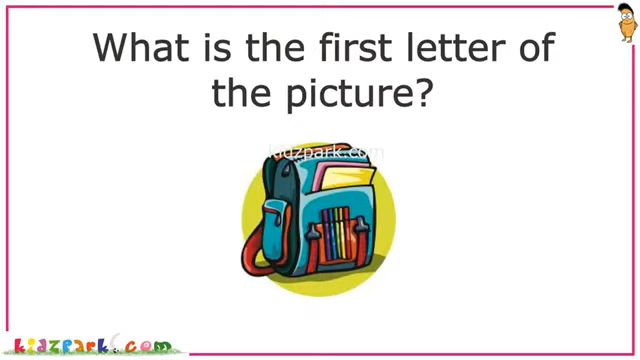 What is the first letter of
the picture?
kidzpark.com
kidzpark.com